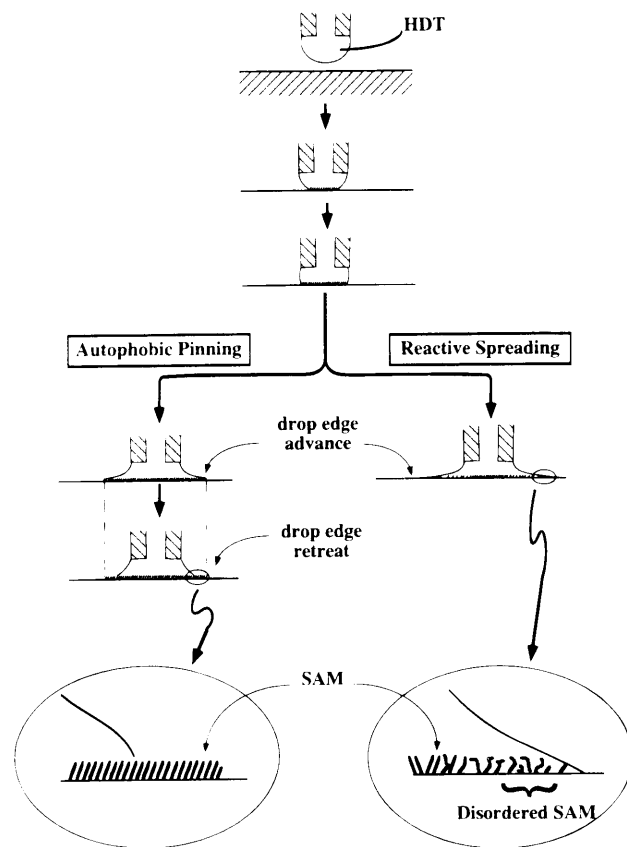 HDT
Autophobic Pinning
Reactive Spreading
drop edge
advance
drop edge
retreat
SAM
Disordered SAM